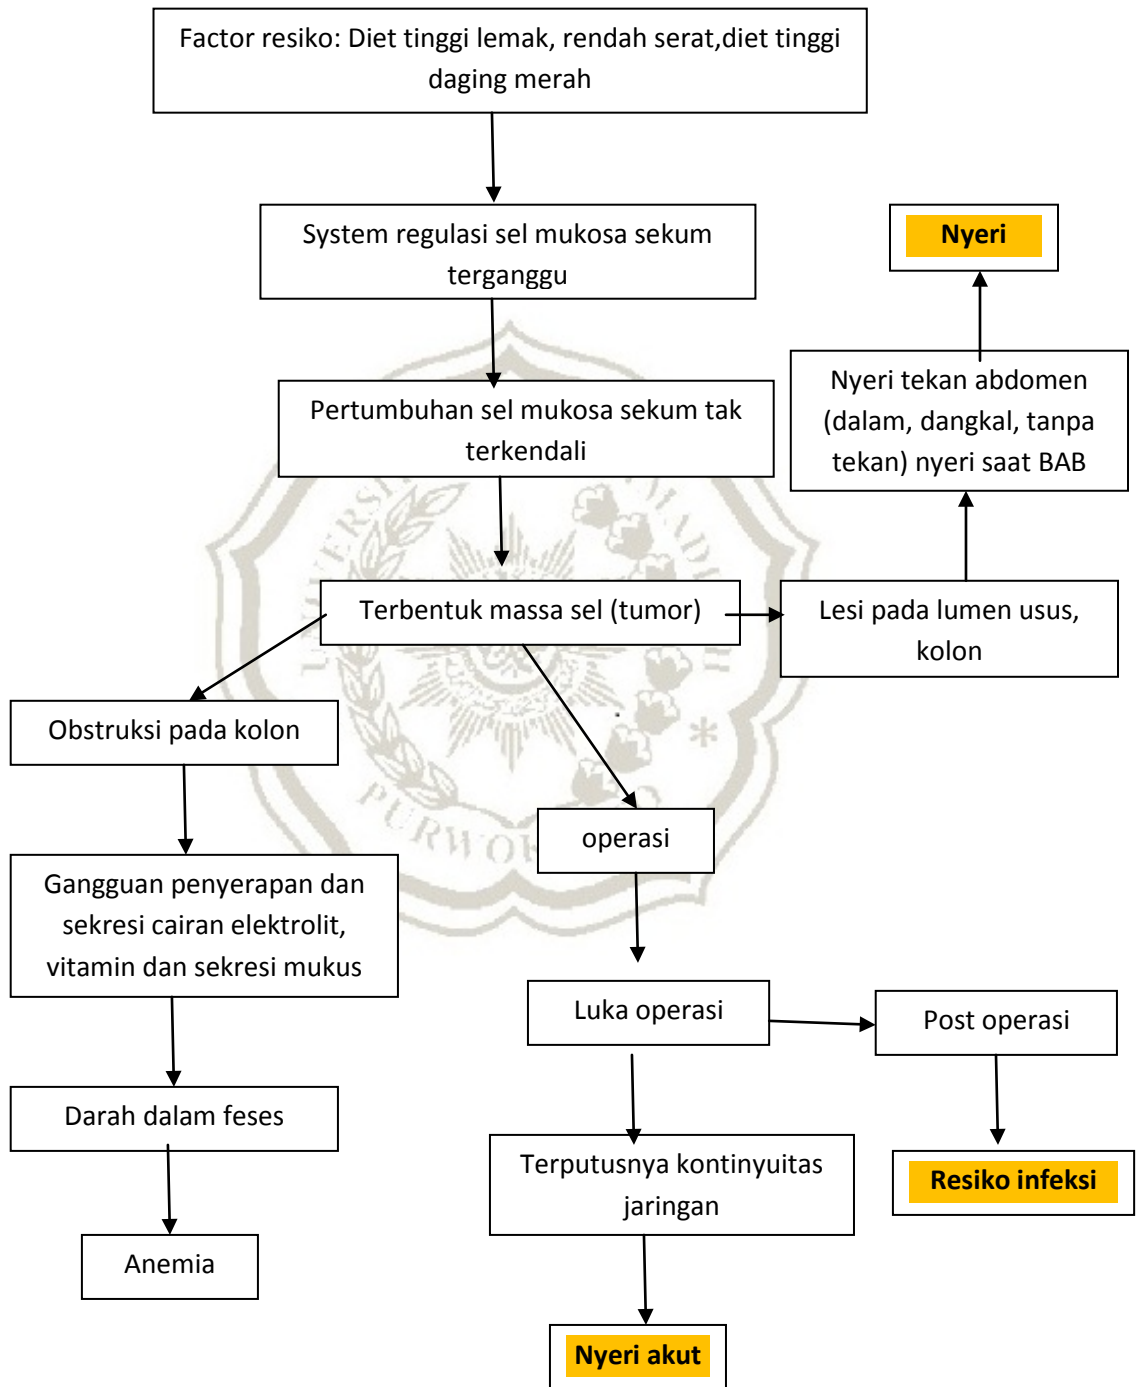 Factor resiko: Diet tinggi lemak, rendah serat,diet tinggi
daging merah
System regulasi sel mukosa sekum
terganggu
Nyeri
Pertumbuhan sel mukosa sekum tak
terkendali
Nyeri tekan abdomen
(dalam, dangkal, tanpa
tekan) nyeri saat BAB
Terbentuk massa sel (tumor)
Lesi pada lumen usus,
kolon
Obstruksi pada kolon
operasi
Gangguan penyerapan dan
sekresi cairan elektrolit,
vitamin dan sekresi mukus
Luka operasi
Post operasi
Darah dalam feses
Terputusnya kontinyuitas
jaringan
Resiko infeksi
Anemia
Nyeri akut